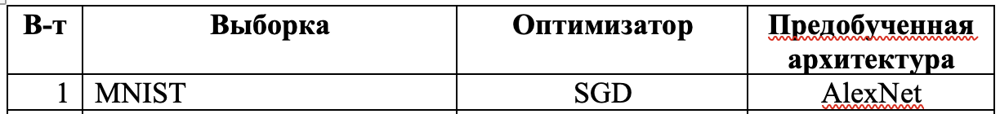 В-т Выборка Оптимизатор Предобученная
архитектура
1 MNIST SGD AlexNet